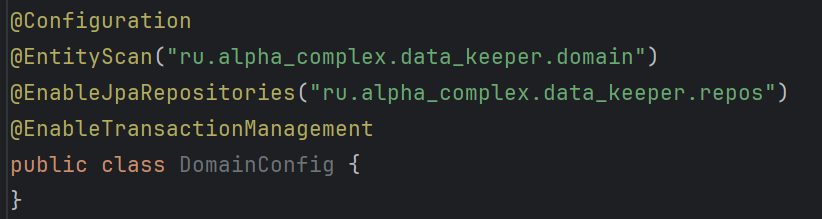 @Configuration
@EntityScan("ru.alpha_complex.data_keeper.domain")
@EnableJpaRepositories("ru.alpha_complex.data_keeper.repos")
@EnableTransactionManagement
public class DomainConfig {
}